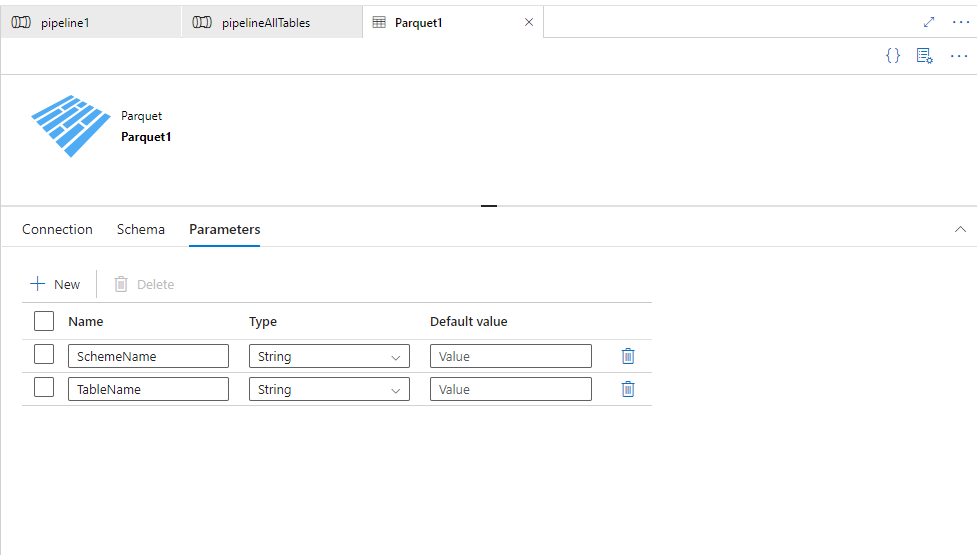 pipeline1 pipelineAllTables Parquet1
Parquet
Parquet1
Connection Schema Parameters
New Delete
Name Type Default value
SchemeName String Value
TableName String Value